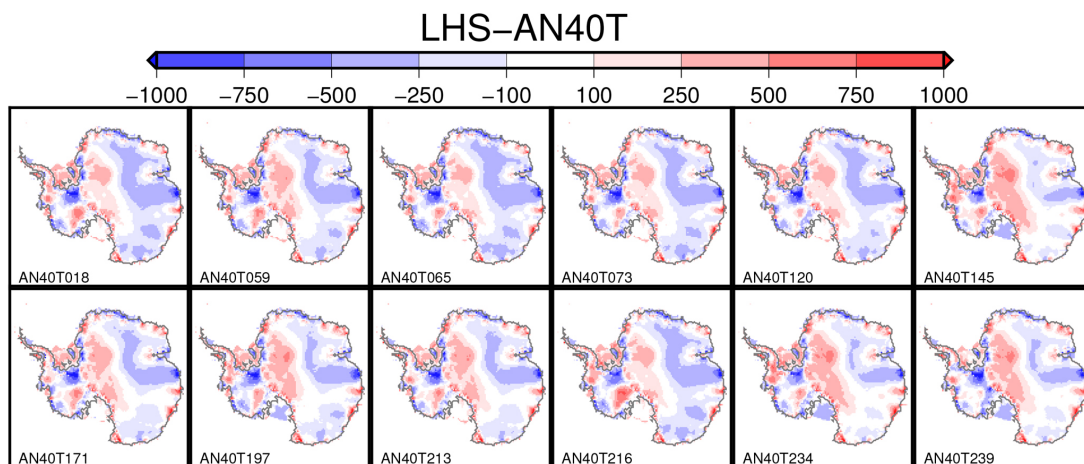 LHS−AN40T
−1000 −750 −500 −250 −100 100 250 500 750 1000
AN40T018 AN40T059 AN40T065 AN40T073 AN40T120 AN40T145
AN40T171 AN40T197 AN40T213 AN40T216 AN40T234 AN40T239